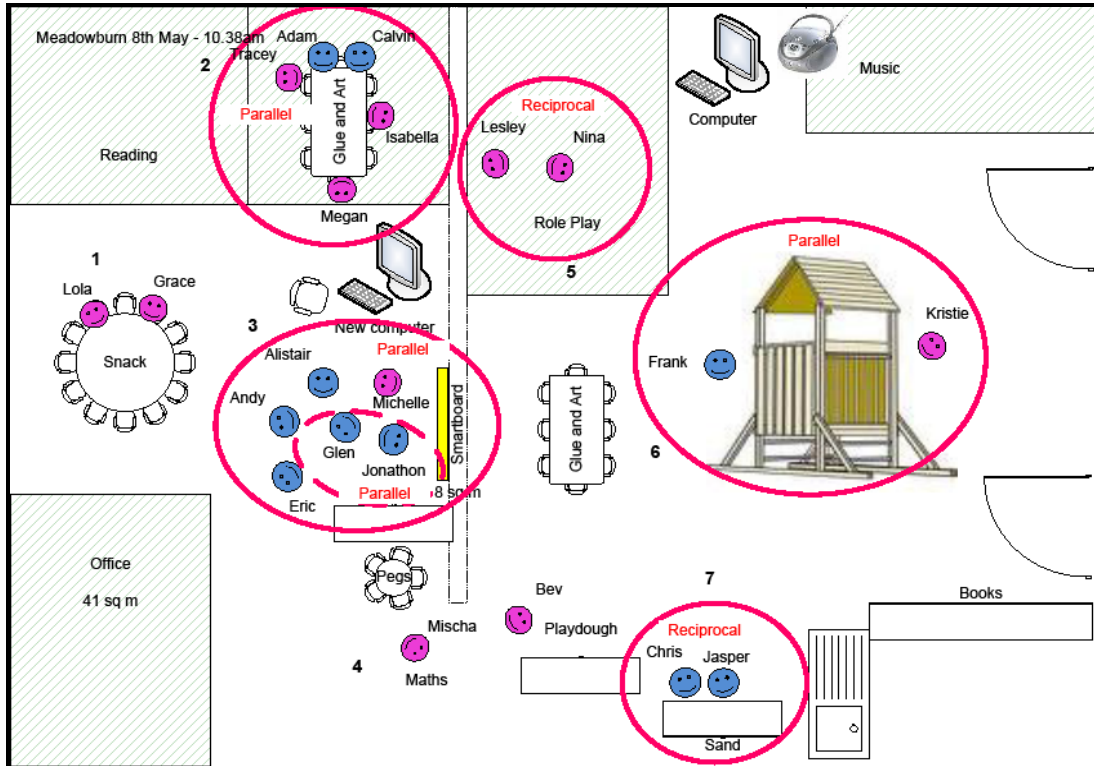 Meadowburn 8th May - 10.38am
Adam
Calvin
2
Tracey
Parallel
Glue and Art
Isabella
Reading
Megan
Reciprocal
Lesley
Nina
Role Play
5
Computer
Music
1
Lola
Grace
Snack
3
New computer
Alistair
Parallel
Andy
Michelle
Glen
Jonathon
Smartboard
Parallel
8 sq m
Eric
Glue and Art
Parallel
Kristie
Frank
6
Office
41 sq m
Pegs
Mischa
4
Maths
Bev
Playdough
7
Reciprocal
Chris
Jasper
Sand
Books